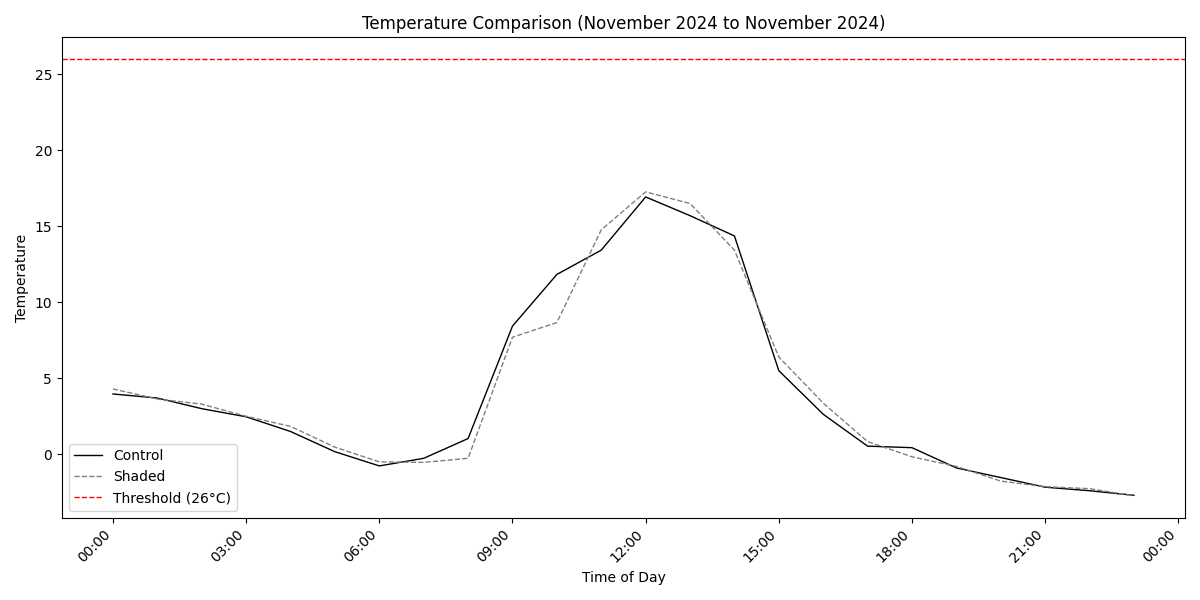 Temperature Comparison (November 2024 to November 2024)
25
20
15
10
5
0
Temperature
Control
Shaded
Threshold (26°C)
00:00
03:00
06:00
09:00
12:00
15:00
18:00
21:00
00:00
Time of Day